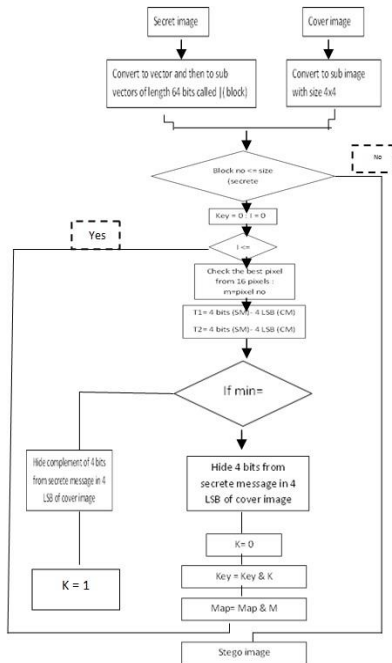 Secret image
Cover image
Convert to vector and then to sub
vectors of length 64 bits called |(block)
Convert to sub image
with size 4x4
No
Block no <= size
(secrete
Key = 0 : I = 0
Yes
I <=
Check the best pixel
from 16 pixels :
m=pixel no
T1= 4 bits (SM)- 4 LSB (CM)
T2= 4 bits (SM)- 4 LSB (CM)
If min=
Hide complement of 4 bits
from secrete message in 4
LSB of cover image
Hide 4 bits from
secrete message in 4
LSB of cover image
K= 0
K = 1
Key = Key & K
Map= Map & M
Stego image